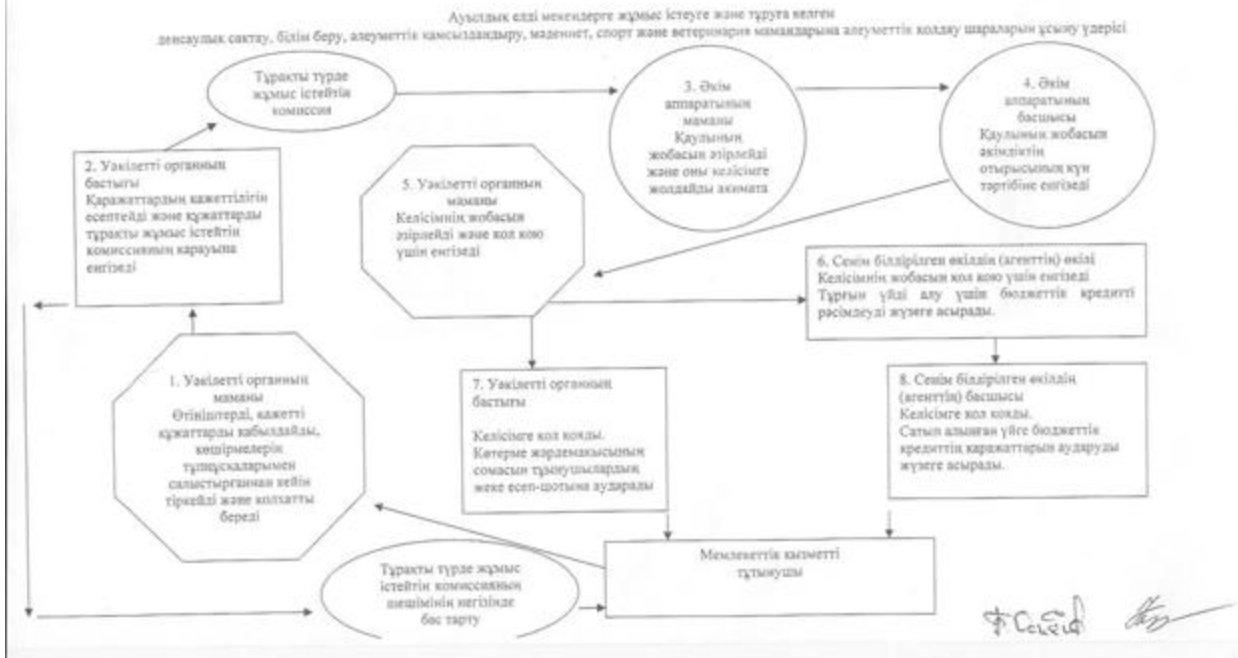 Ауылдық елді мекендерге жұмыс істеуге және тұруға келген
денсаулық сақтау, білім беру, әлеуметтік қамсыздандыру, мәдениет, спорт және ветеринария мамандарына әлеуметтік қолдау шараларын ұсыну үдерісі
Тұрақты түрде
жұмыс істейтін
комиссия
3. Әкім
аппаратының
маманы
Қаулының
жобасын әзірлейді
және оны келісімге
жолдайды акимата
4. Әкім
аппаратының
басшысы
Қаулының жобасын
әкімдіктің
отырысының күн
тәртібіне енгізеді
2. Уәкілетті органның
бастығы
Қаражаттардың қажеттілігін
есептейді және құжаттарды
тұрақты жұмыс істейтін
комиссияның қарауына
енгізеді
5. Уәкілетті органның
маманы
Келісімнің жобасын
әзірлейді және қол қою
үшін енгізеді
6. Сенім білдірілген өкілдің (агенттің) өкілі
Келісімнің жобасын қол қою үшін енгізеді
Тұрғын үйді алу үшін бюджеттік кредитті
рәсімдеуді жүзеге асырады.
1. Уәкілетті органның
маманы
Өтініштерді, қажетті
құжаттарды қабылдайды,
көшірмелерін
түпнұсқаларымен
салыстырғаннан кейін
тіркейді және қолхатты
береді
7. Уәкілетті органның
бастығы
Келісімге қол қояды.
Көтерме жәрдемақысының
сомасын тұынушылардың
жеке есеп-шотына аударады
8. Сенім білдірілген өкілдің
(агенттің) басшысы
Келісімге қол қояды.
Сатып алынған үйге бюджеттік
кредиттің қаражаттарын аударуды
жүзеге асырады.
Тұрақты түрде жұмыс
істейтін комиссияның
шешімінің негізінде
бас тарту
Мемлекеттік қызметті
тұтынушы